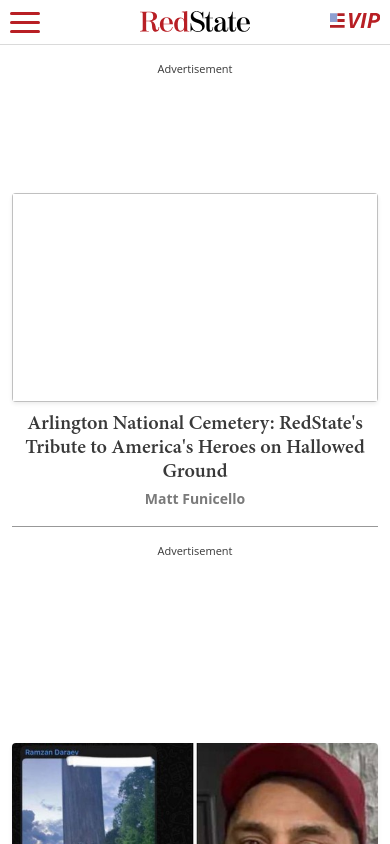 RedState
VIP
Advertisement
Arlington National Cemetery: RedState's
Tribute to America's Heroes on Hallowed
Ground
Matt Funicello
Advertisement
Ramzan Daraev